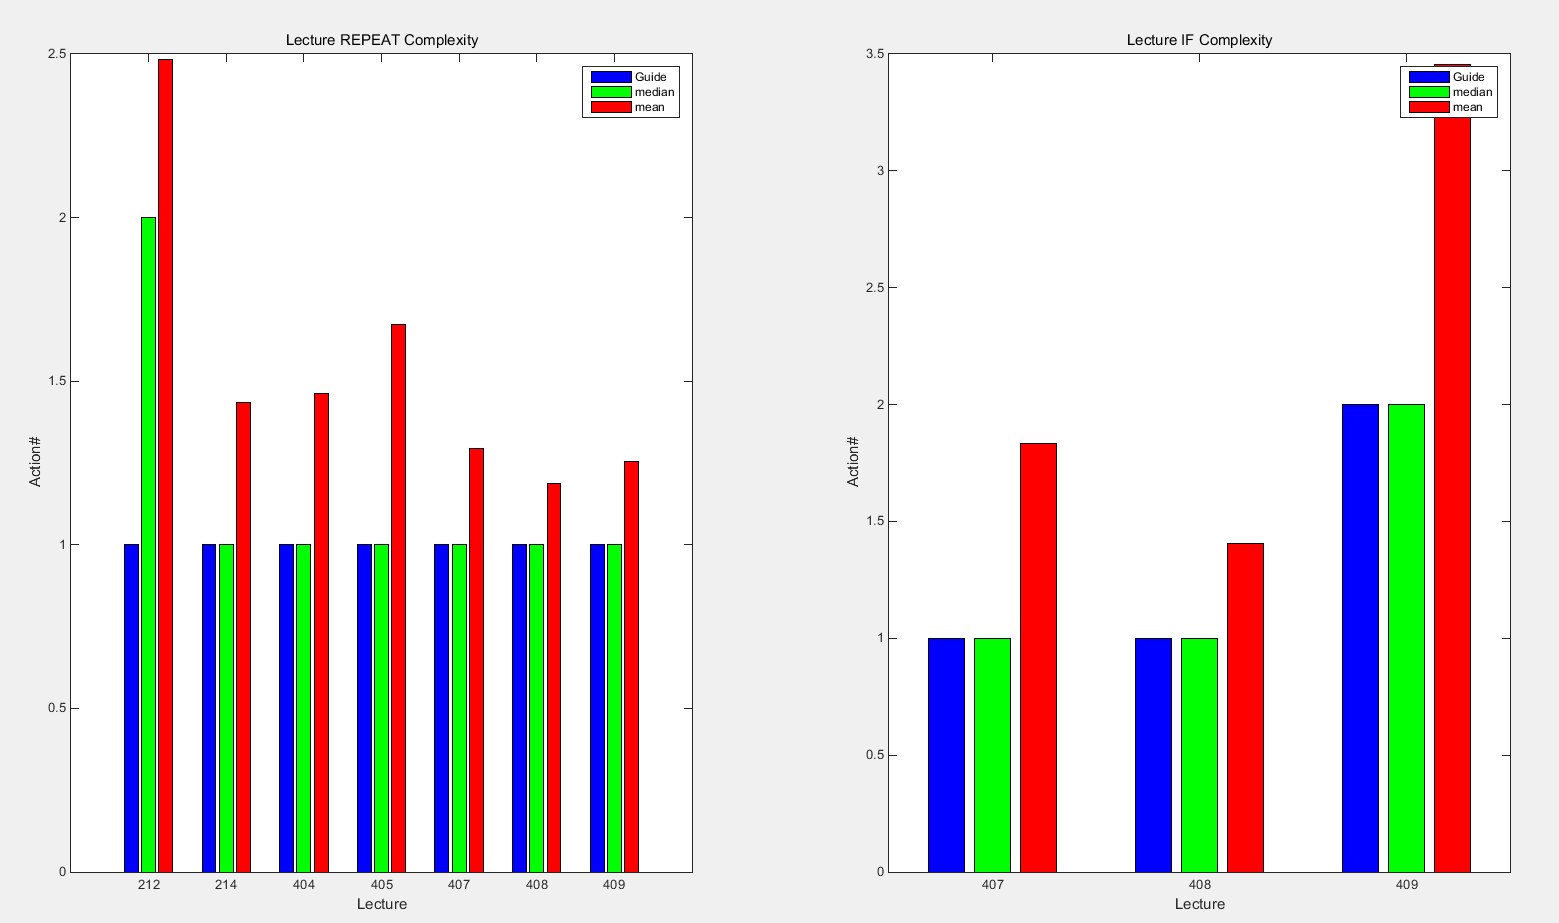 Lecture REPEAT Complexity
2.5
2
1.5
1
0.5
0
Action#
Guide
median
mean
212 214 404 405 407 408 409
Lecture
Lecture IF Complexity
3.5
3
2.5
2
1.5
1
0.5
0
Action#
Guide
median
mean
407 408 409
Lecture